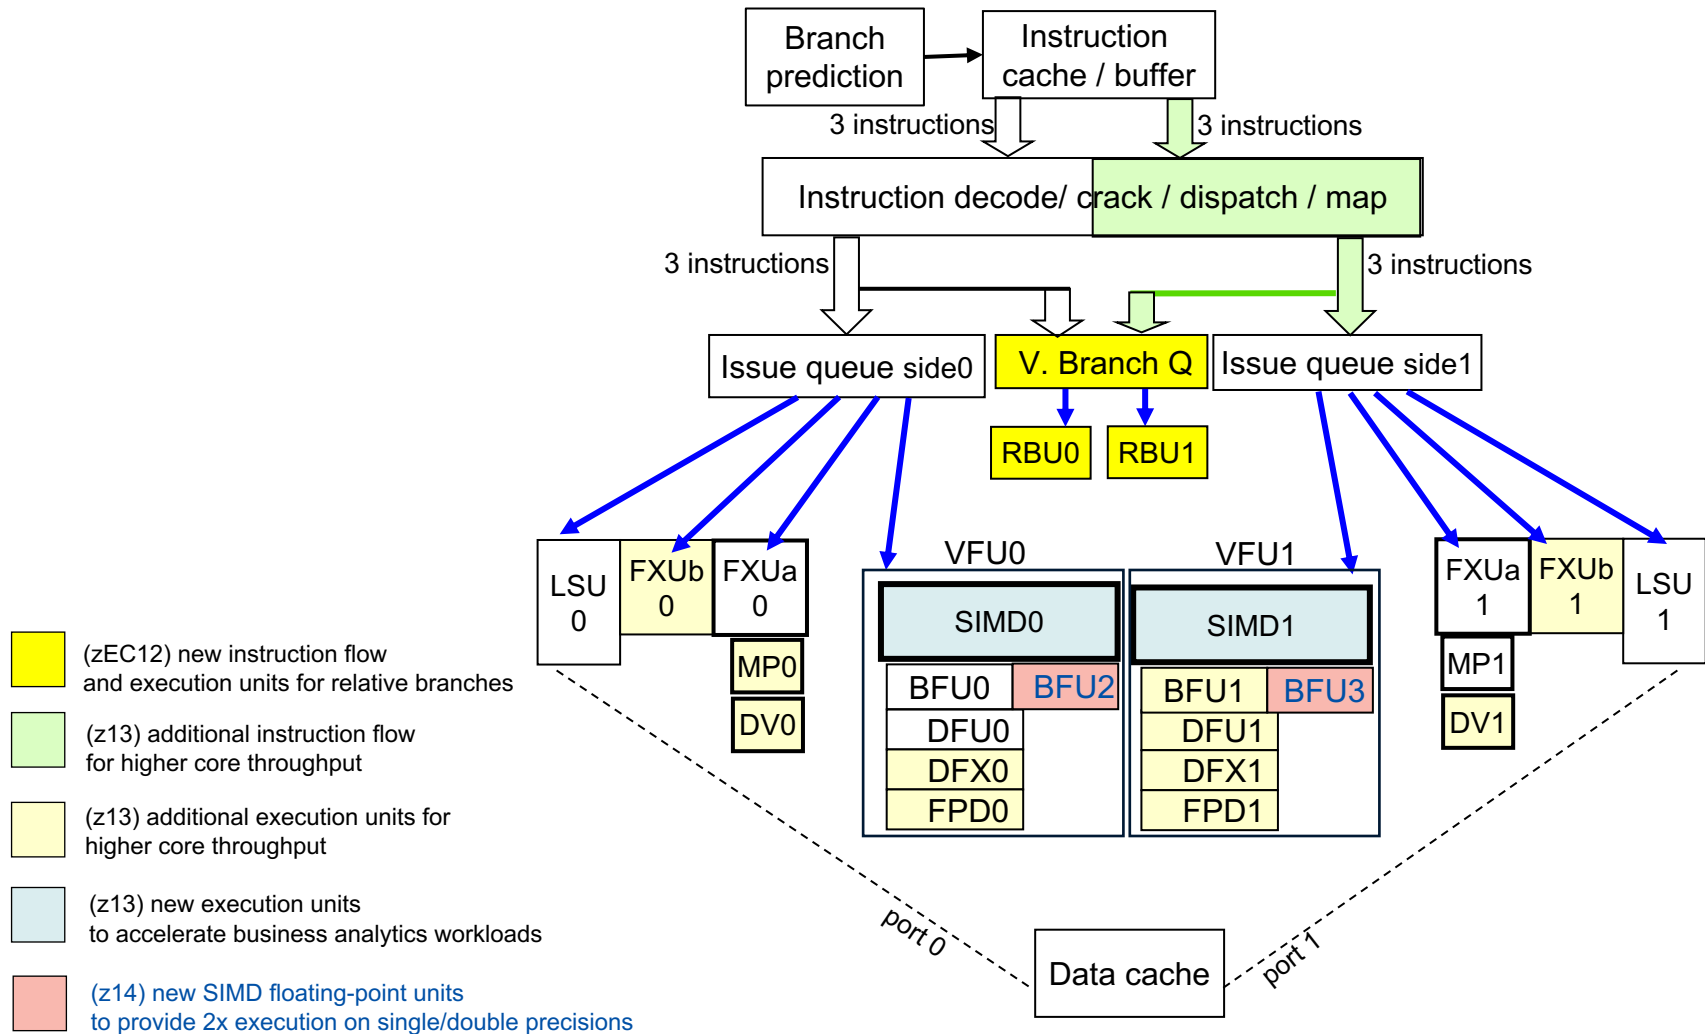 Branch
prediction
Instruction
cache / buffer
3 instructions
3 instructions
Instruction decode/ crack / dispatch / map
3 instructions
3 instructions
Issue queue side0
V. Branch Q
Issue queue side1
RBU0
RBU1
VFU0
VFU1
LSU
0
FXUb
0
FXUa
0
MP0
DV0
SIMD0
BFU0
BFU2
DFU0
DFX0
FPD0
SIMD1
BFU1
BFU3
DFU1
DFX1
FPD1
FXUa
1
FXUb
1
LSU
1
MP1
DV1
(zEC12) new instruction flow
and execution units for relative branches
(z13) additional instruction flow
for higher core throughput
(z13) additional execution units for
higher core throughput
(z13) new execution units
to accelerate business analytics workloads
(z14) new SIMD floating-point units
to provide 2x execution on single/double precisions
port 0
Data cache
port 1